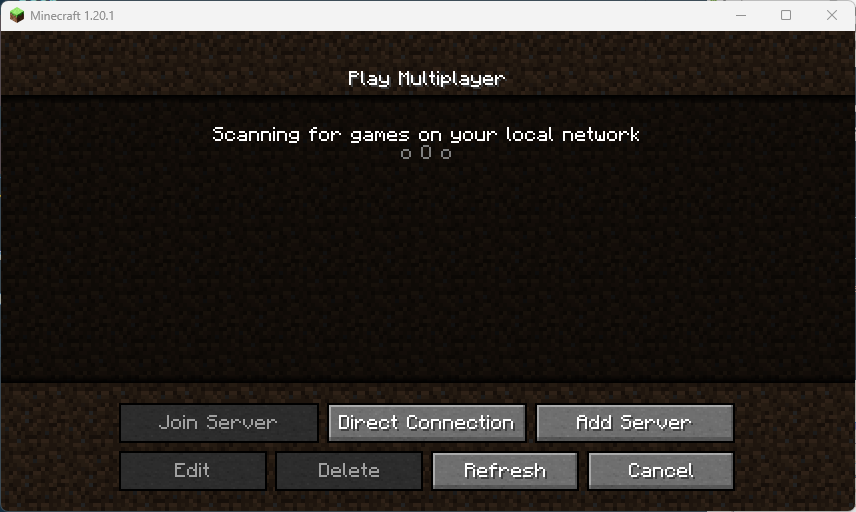 Minecraft 1.20.1
Play Multiplayer
Scanning for games on your local network
o O o
Join Server
Direct Connection
Add Server
Edit
Delete
Refresh
Cancel